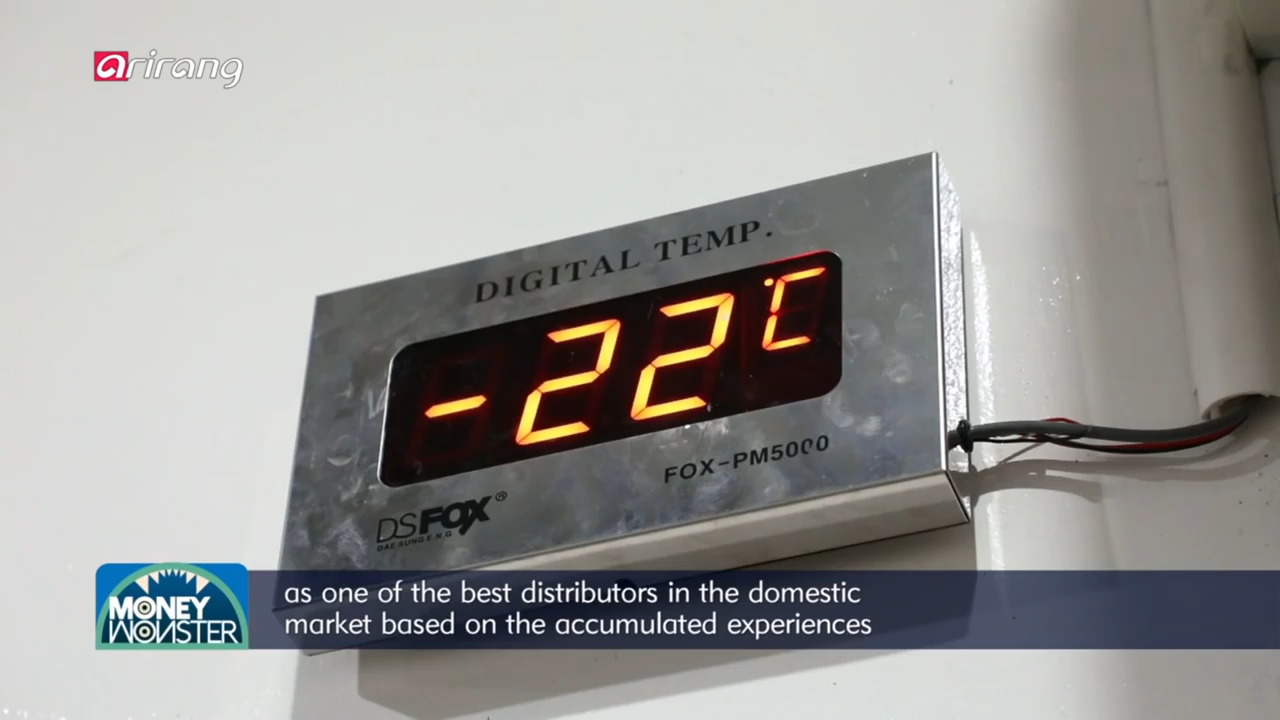 arirang
DIGITAL TEMP.
-22℃
FOX-PM5000
DSFOX®
DAESUNG E.N.G
MONEY
MONSTER
as one of the best distributors in the domestic
market based on the accumulated experiences